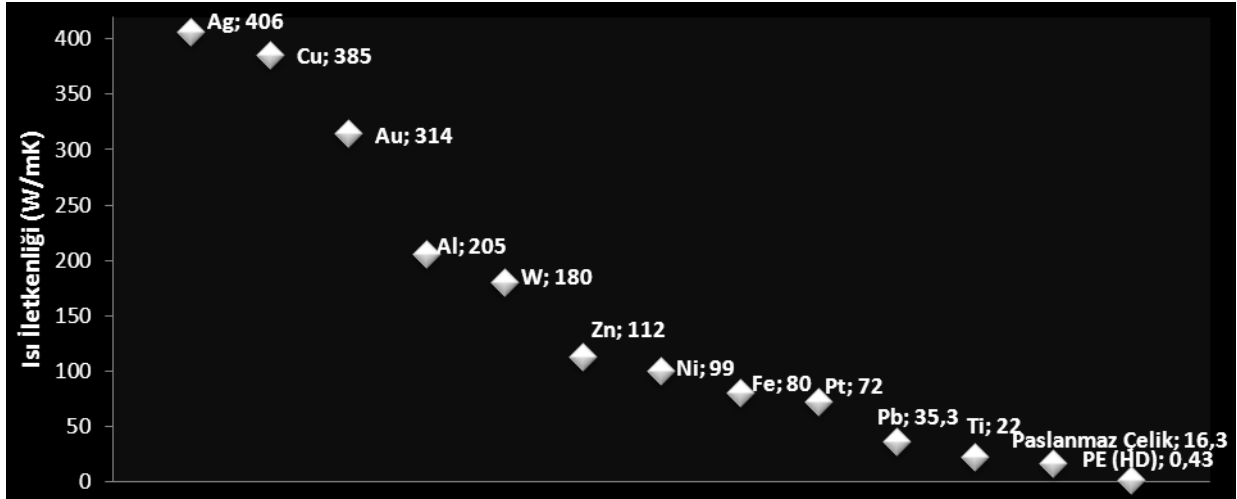 Isı İletkenliği (W/mK)
400
350
300
250
200
150
100
50
0
Ag; 406
Cu; 385
Au; 314
Al; 205
W; 180
Zn; 112
Ni; 99
Fe; 80
Pt; 72
Pb; 35,3
Ti; 22
Paslanmaz Çelik; 16,3
PE (HD); 0,43